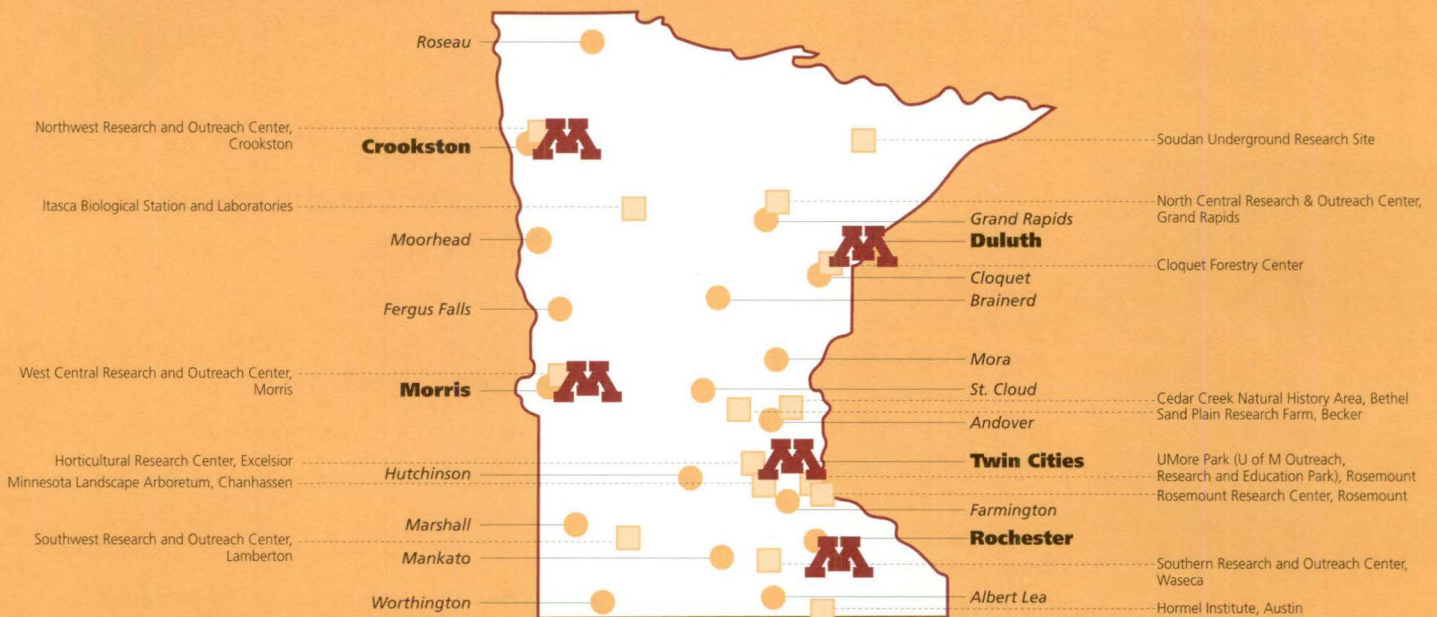 Roseau
Northwest Research and Outreach Center,
Crookston
Crookston
Itasca Biological Station and Laboratories
Moorhead
Fergus Falls
West Central Research and Outreach Center,
Morris
Morris
Horticultural Research Center, Excelsior
Hutchinson
Minnesota Landscape Arboretum, Chanhassen
Marshall
Southwest Research and Outreach Center,
Lamberton
Mankato
Worthington
M
M
M
M
M
Grand Rapids
Duluth
Cloquet
Brainerd
Mora
St. Cloud
Andover
Twin Cities
Farmington
Rochester
Albert Lea
Soudan Underground Research Site
North Central Research & Outreach Center,
Grand Rapids
Cloquet Forestry Center
Cedar Creek Natural History Area, Bethel
Sand Plain Research Farm, Becker
UMore Park (U of M Outreach,
Research and Education Park), Rosemount
Rosemount Research Center, Rosemount
Southern Research and Outreach Center,
Waseca
Hormel Institute, Austin